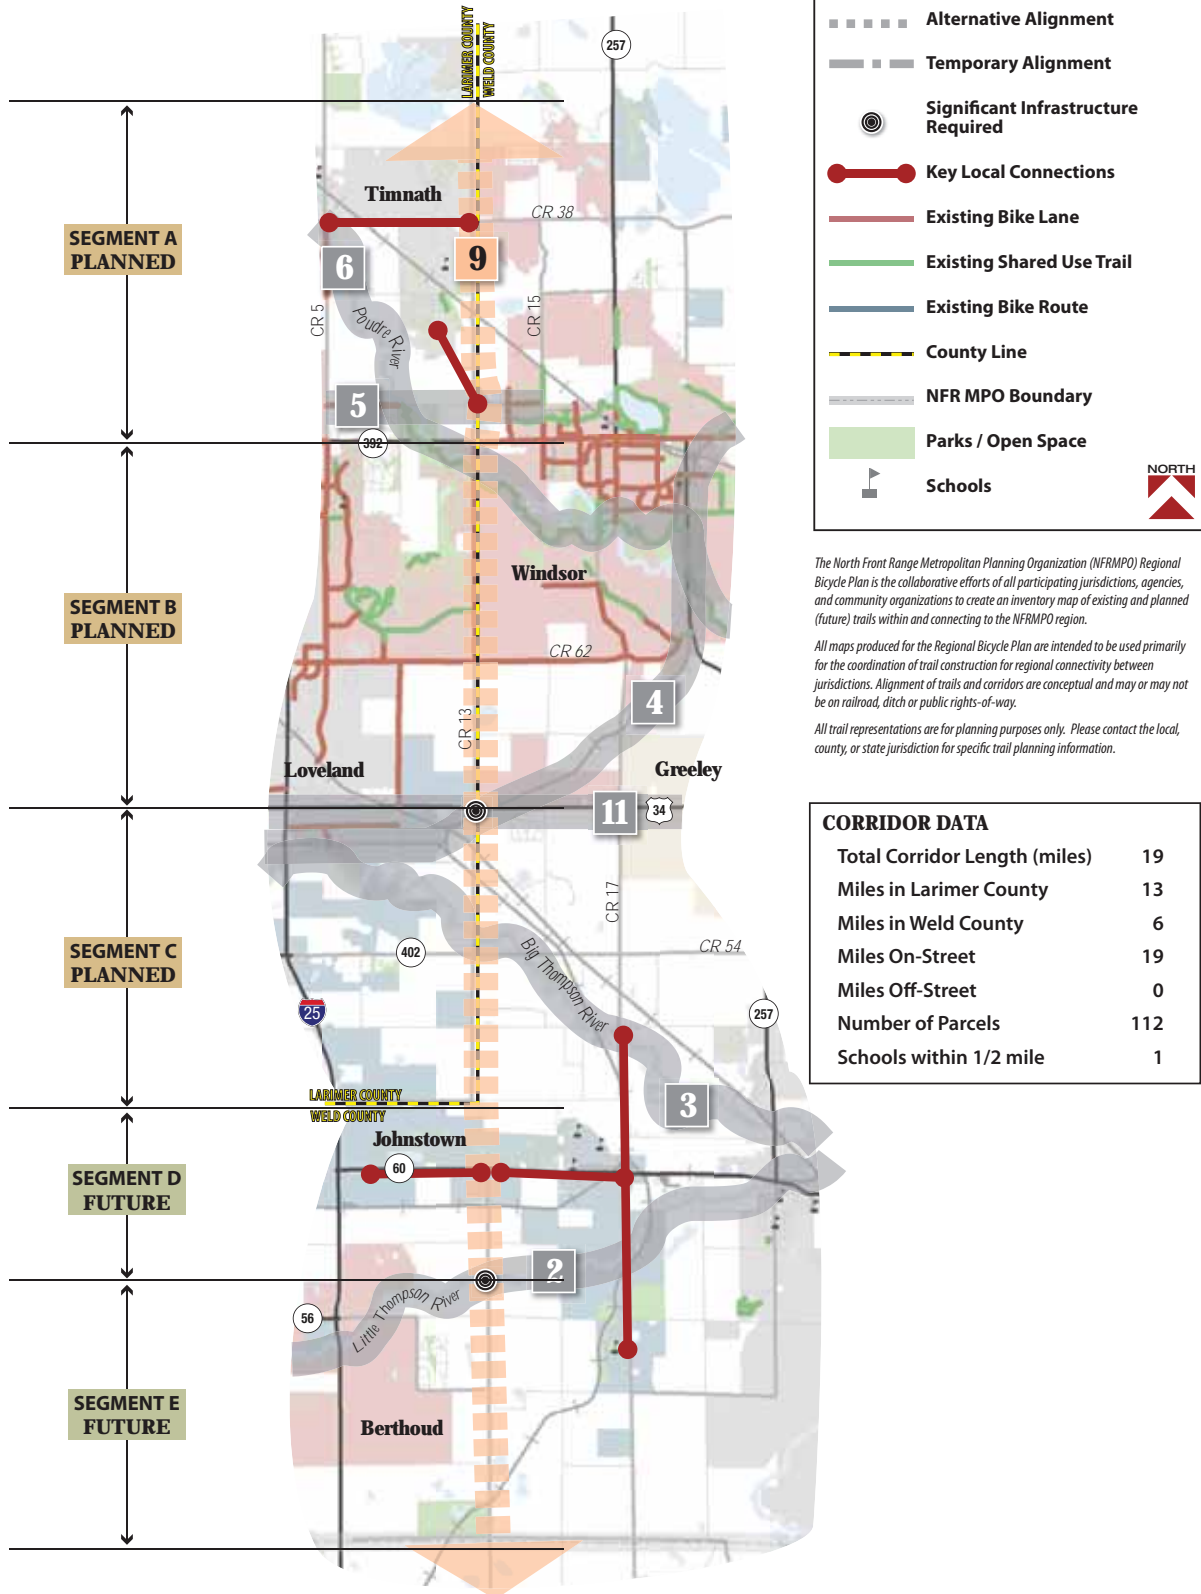 Alternative Alignment
Temporary Alignment
Significant Infrastructure
Required
Key Local Connections
Existing Bike Lane
Existing Shared Use Trail
Existing Bike Route
County Line
NFR MPO Boundary
Parks / Open Space
Schools
NORTH
The North Front Range Metropolitan Planning Organization (NFRMPO) Regional
Bicycle Plan is the collaborative efforts of all participating jurisdictions, agencies,
and community organizations to create an inventory map of existing and planned
(future) trails within and connecting to the NFRMPO region.
All maps produced for the Regional Bicycle Plan are intended to be used primarily
for the coordination of trail construction for regional connectivity between
jurisdictions. Alignment of trails and corridors are conceptual and may or may not
be on railroad, ditch or public rights-of-way.
All trail representations are for planning purposes only. Please contact the local,
county, or state jurisdiction for specific trail planning information.
CORRIDOR DATA
Total Corridor Length (miles) 19
Miles in Larimer County 13
Miles in Weld County 6
Miles On-Street 19
Miles Off-Street 0
Number of Parcels 112
Schools within 1/2 mile 1
SEGMENT A
PLANNED
SEGMENT B
PLANNED
SEGMENT C
PLANNED
SEGMENT D
FUTURE
SEGMENT E
FUTURE
LARIMER COUNTY
WELD COUNTY
257
Timnath
CR 38
6
9
CR 5
Poudre River
CR 15
5
392
Windsor
CR 62
4
CR 13
Loveland
Greeley
11
34
CR 17
402
Big Thompson River
CR 54
25
257
LARIMER COUNTY
WELD COUNTY
3
Johnstown
60
2
Little Thompson River
56
Berthoud